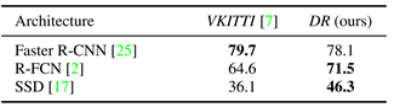 Architecture VKITTI [7] DR (ours)
Faster R-CNN [25] 79.7 78.1
R-FCN [2] 64.6 71.5
SSD [17] 36.1 46.3